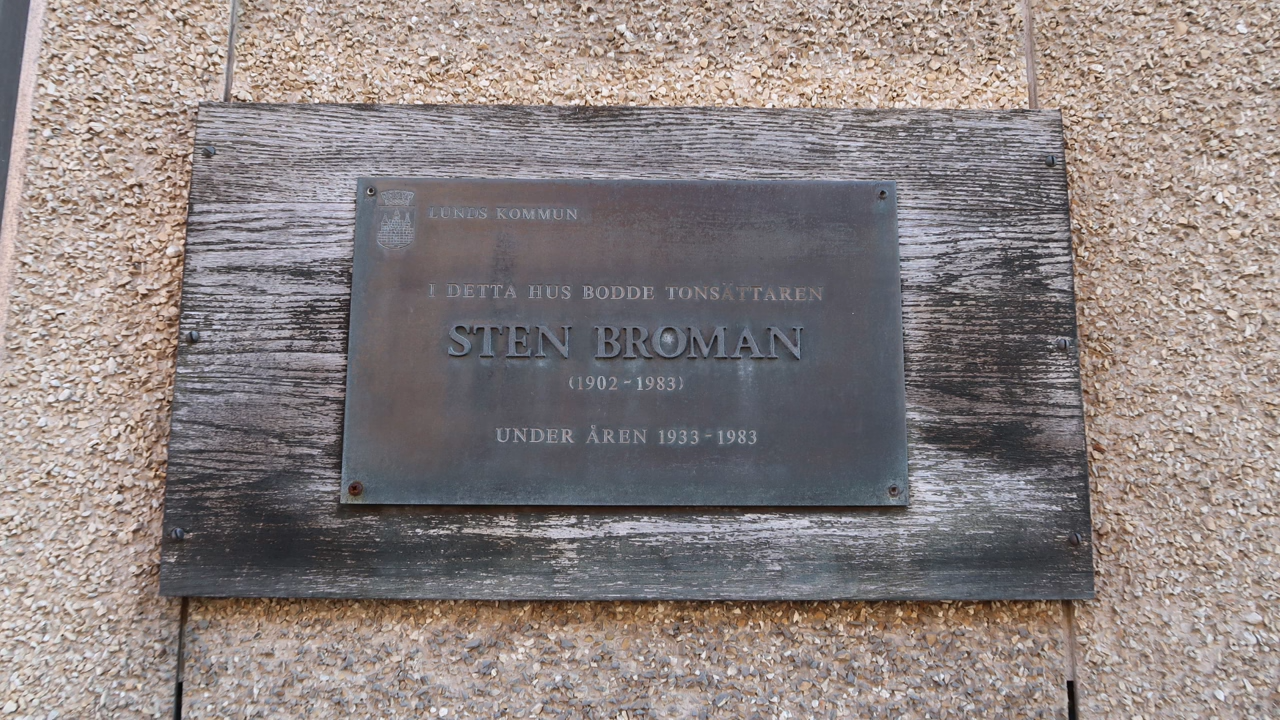 LUNDS KOMMUN
I DETTA HUS BODDE TONSÄTTAREN
STEN BROMAN
(1902-1983)
UNDER ÅREN 1933-1983